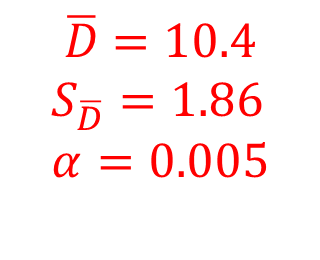 D̅ = 10.4
S_D̅ = 1.86
α = 0.005